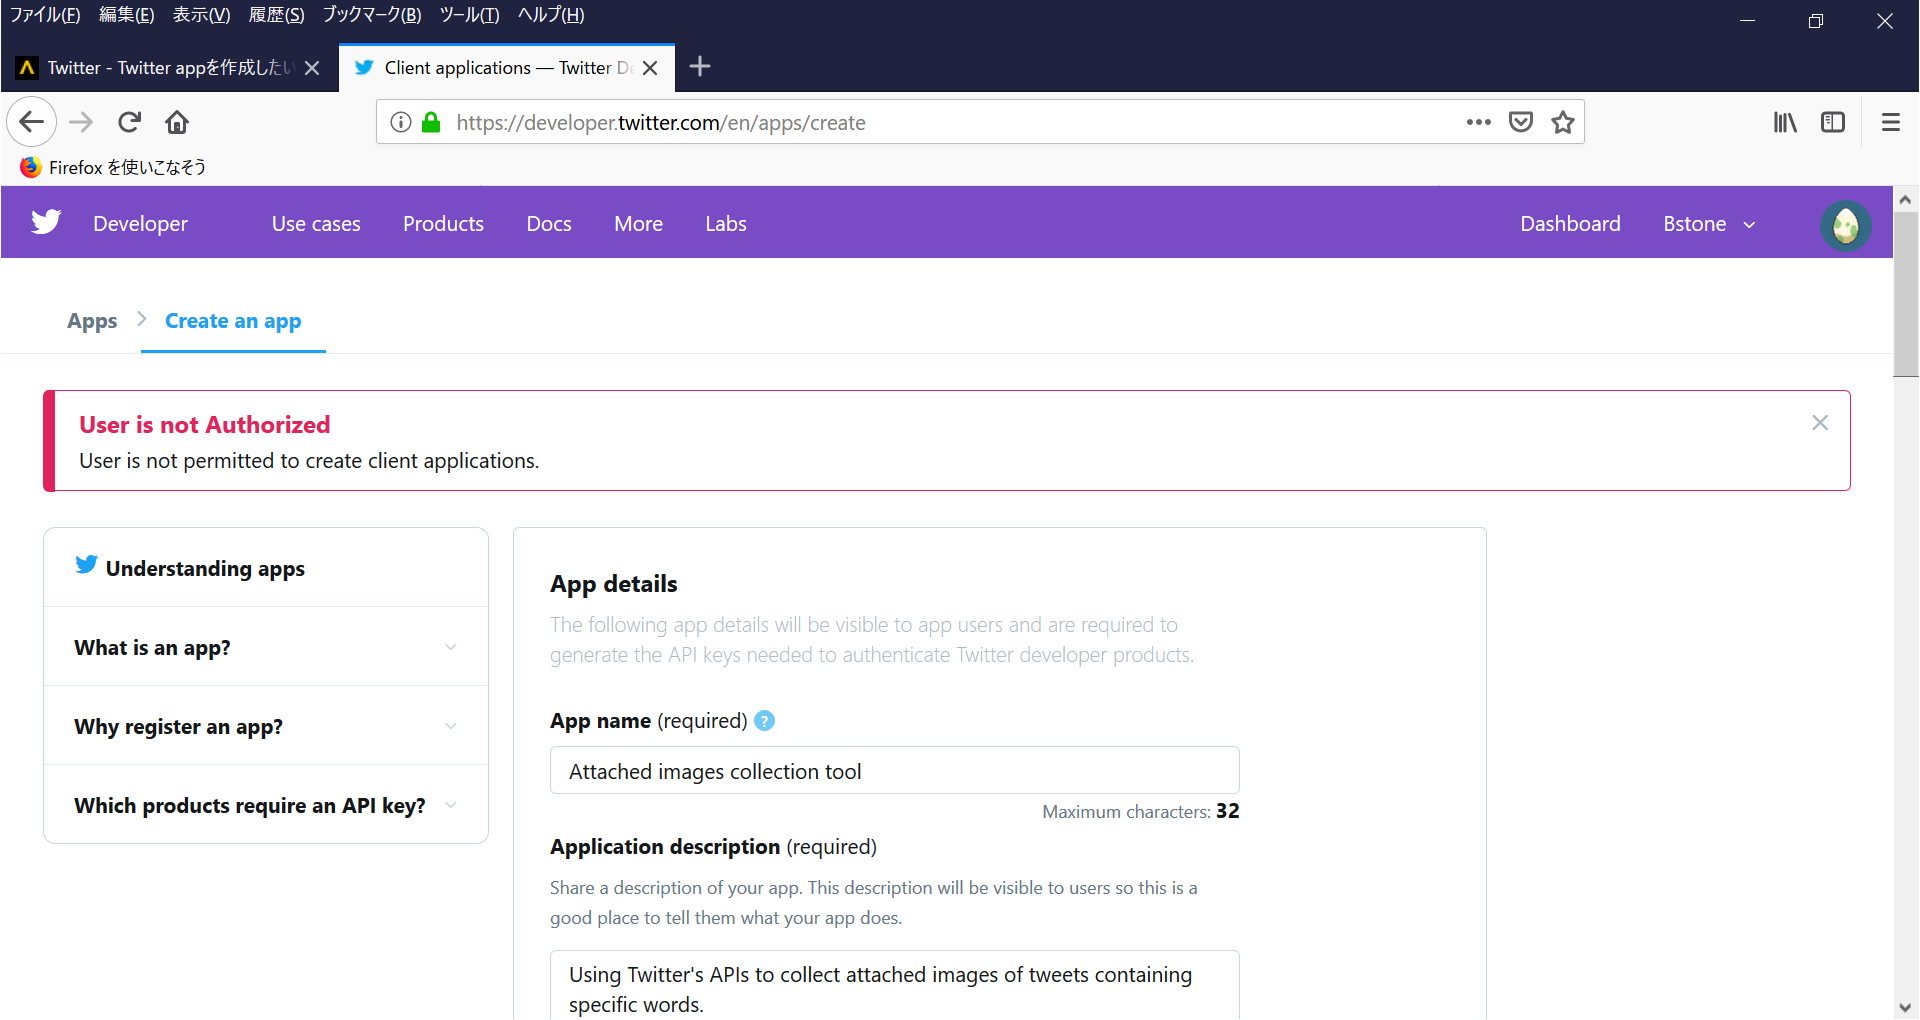 ファイル(F) 編集(E) 表示(V) 履歴(S) ブックマーク(B) ツール(T) ヘルプ(H)
Twitter - Twitter appを作成したい
Client applications — Twitter De
https://developer.twitter.com/en/apps/create
Firefox を使いこなそう
Developer Use cases Products Docs More Labs Dashboard Bstone
Apps Create an app
User is not Authorized
User is not permitted to create client applications.
Understanding apps
What is an app?
Why register an app?
Which products require an API key?
App details
The following app details will be visible to app users and are required to
generate the API keys needed to authenticate Twitter developer products.
App name (required) ?
Attached images collection tool
Maximum characters: 32
Application description (required)
Share a description of your app. This description will be visible to users so this is a
good place to tell them what your app does.
Using Twitter's APIs to collect attached images of tweets containing
specific words.